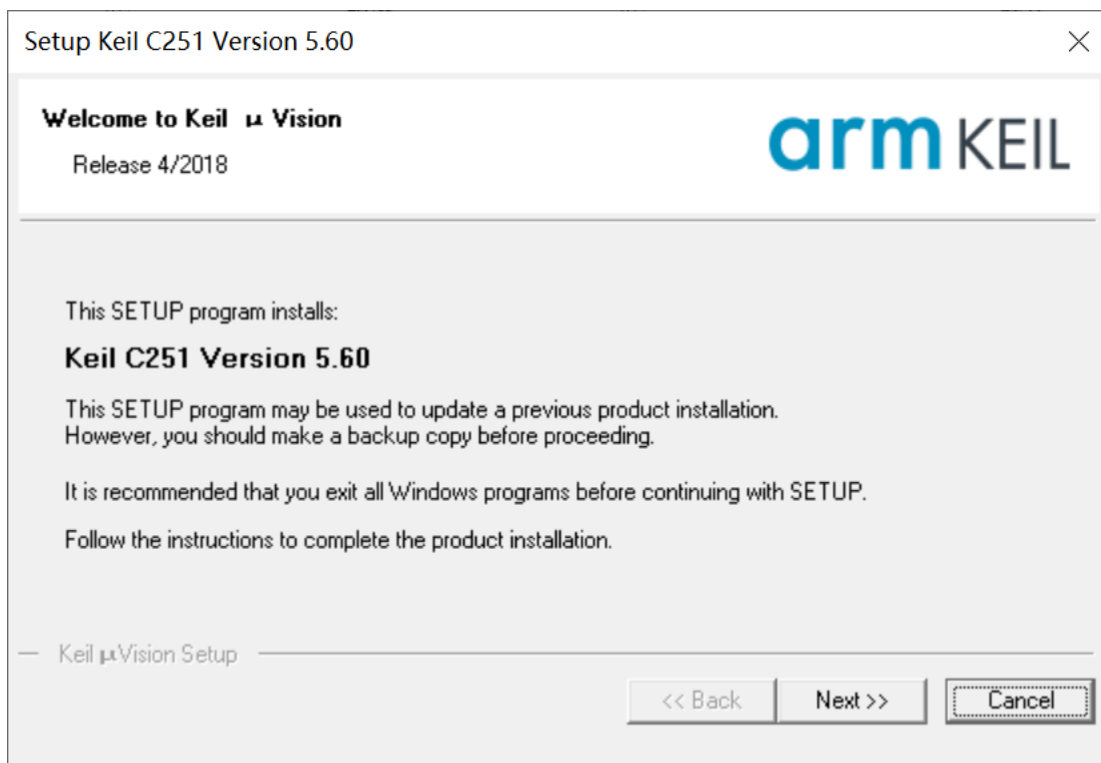 Setup Keil C251 Version 5.60
Welcome to Keil μ Vision
Release 4/2018
arm KEIL
This SETUP program installs:
Keil C251 Version 5.60
This SETUP program may be used to update a previous product installation.
However, you should make a backup copy before proceeding.
It is recommended that you exit all Windows programs before continuing with SETUP.
Follow the instructions to complete the product installation.
Keil μVision Setup
<< Back Next >> Cancel